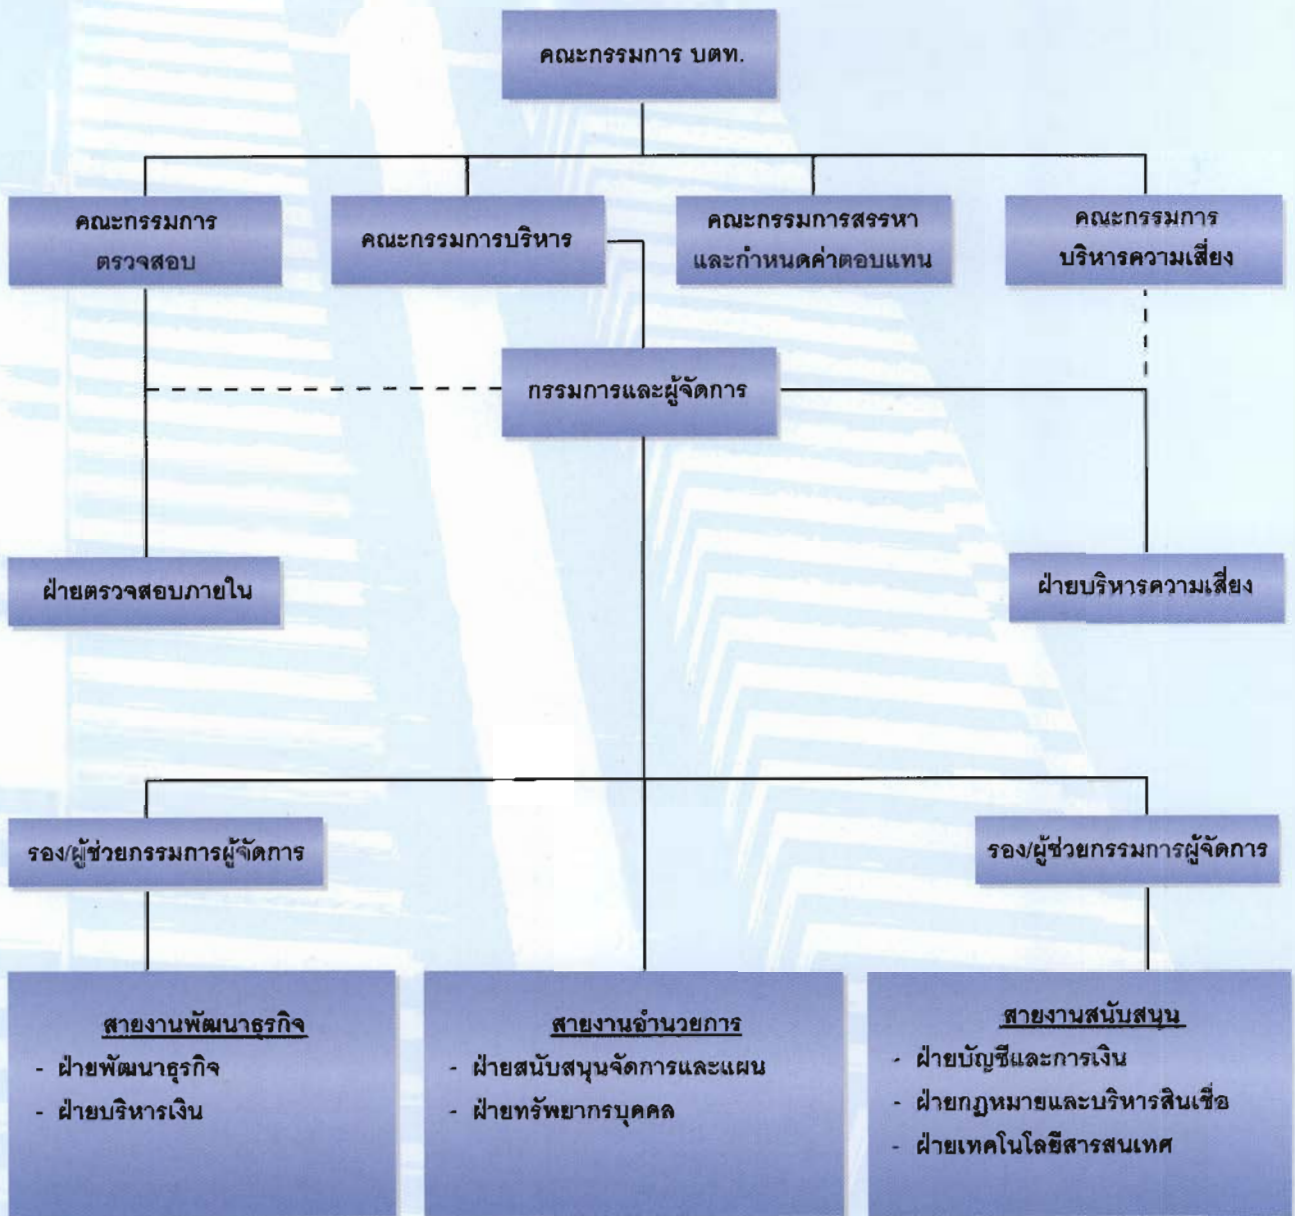 คณะกรรมการ บตท.
คณะกรรมการ
ตรวจสอบ
คณะกรรมการบริหาร
คณะกรรมการสรรหา
และกำหนดค่าตอบแทน
คณะกรรมการ
บริหารความเสี่ยง
กรรมการและผู้จัดการ
ฝ่ายตรวจสอบภายใน
ฝ่ายบริหารความเสี่ยง
รอง/ผู้ช่วยกรรมการผู้จัดการ
รอง/ผู้ช่วยกรรมการผู้จัดการ
สายงานพัฒนาธุรกิจ
- ฝ่ายพัฒนาธุรกิจ
- ฝ่ายบริหารเงิน
สายงานอำนวยการ
- ฝ่ายสนับสนุนจัดการและแผน
- ฝ่ายทรัพยากรบุคคล
สายงานสนับสนุน
- ฝ่ายบัญชีและการเงิน
- ฝ่ายกฎหมายและบริหารสินเชื่อ
- ฝ่ายเทคโนโลยีสารสนเทศ